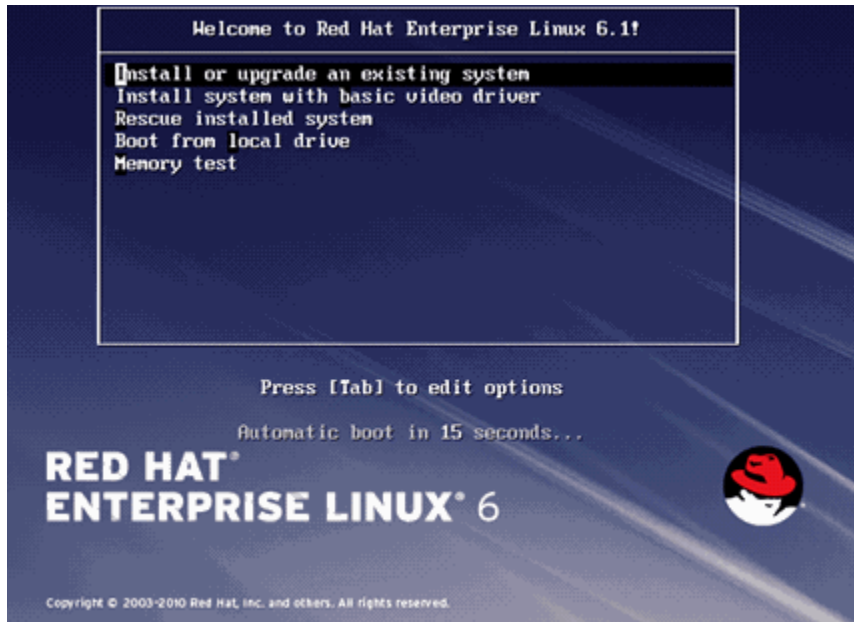 Welcome to Red Hat Enterprise Linux 6.1!
Install or upgrade an existing system
Install system with basic video driver
Rescue installed system
Boot from local drive
Memory test
Press [Tab] to edit options
Automatic boot in 15 seconds...
RED HAT®
ENTERPRISE LINUX® 6
Copyright © 2003-2010 Red Hat, Inc. and others. All rights reserved.